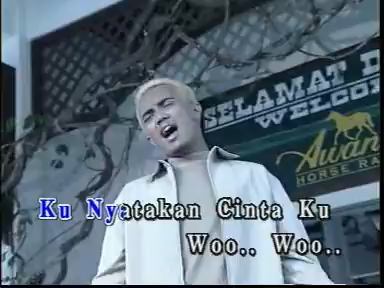 SELAMAT D
WELCO
Awan
HORSE RA
Ku Nyatakan Cinta Ku
Woo.. Woo..